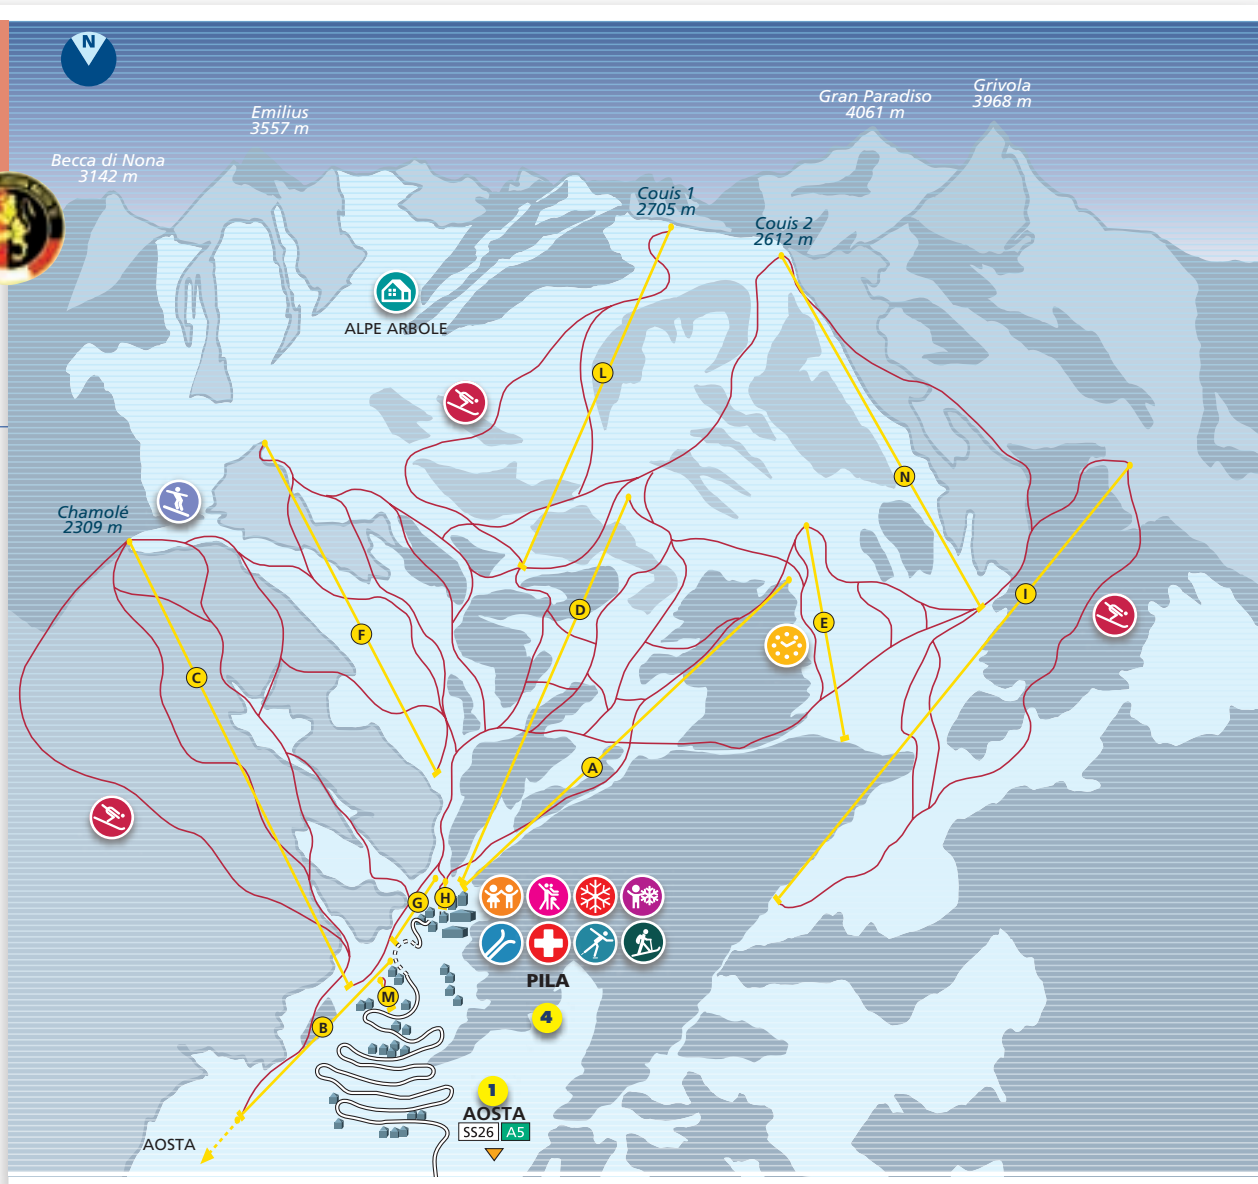 N
Emilius
3557 m
Becca di Nona
3142 m
Gran Paradiso
4061 m
Grivola
3968 m
Couis 1
2705 m
Couis 2
2612 m
ALPE ARBOLE
L
N
Chamolé
2309 m
I
D
E
F
C
A
G
H
PILA
M
4
B
1
AOSTA
SS26 A5
AOSTA